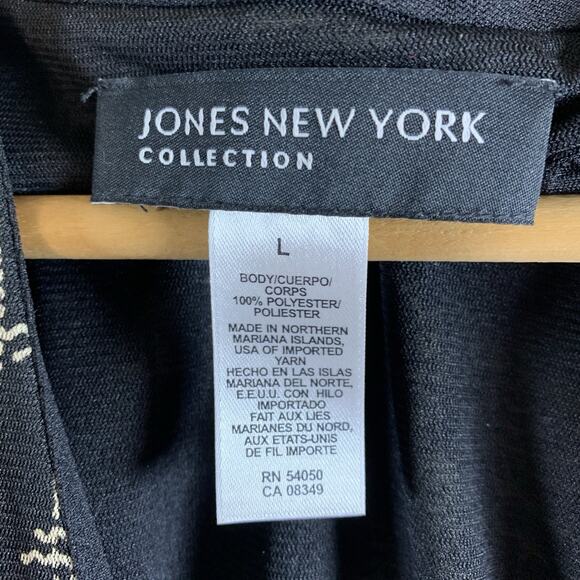 JONES NEW YORK
COLLECTION
L
BODY/CUERPO/
CORPS
100% POLYESTER/
POLIESTER
MADE IN NORTHERN
MARIANA ISLANDS,
USA OF IMPORTED
YARN
HECHO EN LAS ISLAS
MARIANA DEL NORTE,
E.E.U.U. CON HILO
IMPORTADO
FAIT AUX LIES
MARIANES DU NORD,
AUX ETATS-UNIS
DE FIL IMPORTE
RN 54050
CA 08349